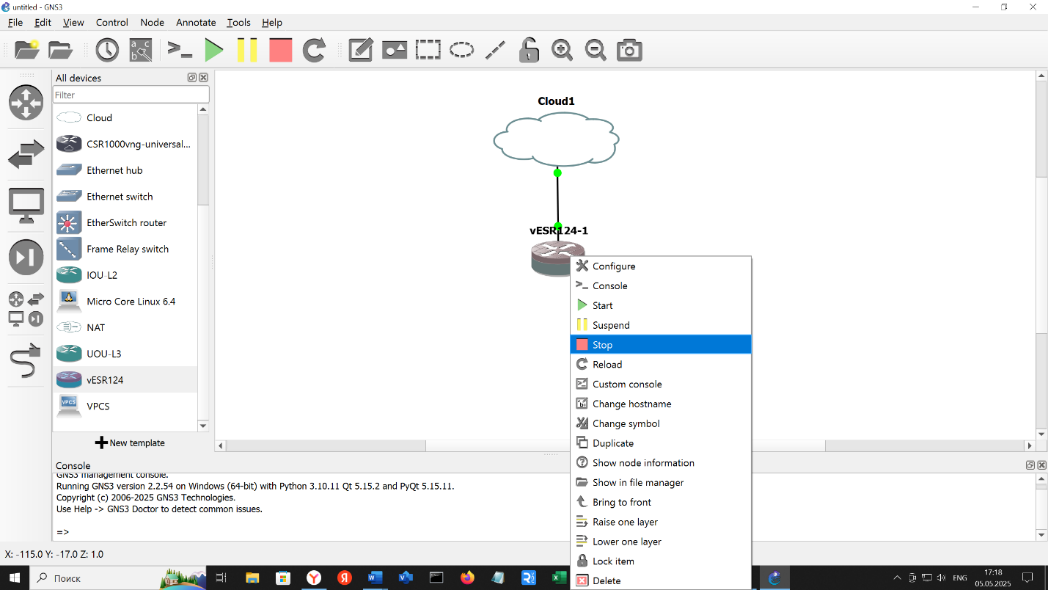 untitled - GNS3
File Edit View Control Node Annotate Tools Help
All devices
Filter
Cloud
CSR1000vng-universal...
Ethernet hub
Ethernet switch
EtherSwitch router
Frame Relay switch
IOU-L2
Micro Core Linux 6.4
NAT
UOU-L3
vESR124
VPCS
New template
Cloud1
vESR124-1
Configure
Console
Start
Suspend
Stop
Reload
Custom console
Change hostname
Change symbol
Duplicate
Show node information
Show in file manager
Bring to front
Raise one layer
Lower one layer
Lock item
Delete
Console
GNS3 management console.
Running GNS3 version 2.2.54 on Windows (64-bit) with Python 3.10.11 Qt 5.15.2 and PyQt 5.15.11.
Copyright (c) 2006-2025 GNS3 Technologies.
Use Help -> GNS3 Doctor to detect common issues.
=>
X: -115.0 Y: -17.0 Z: 1.0
Поиск
ENG
17:18
05.05.2025